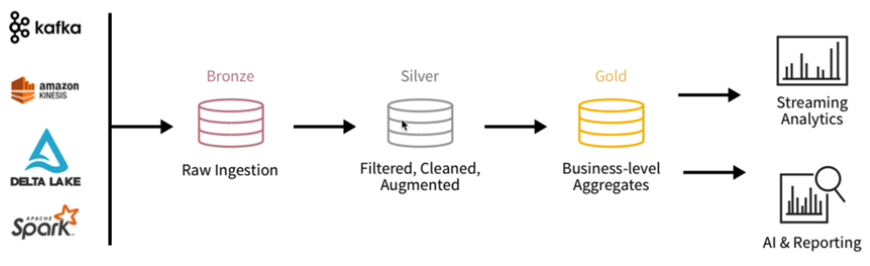 kafka
amazon
KINESIS
DELTA LAKE
APACHE
Spark
Bronze
Raw Ingestion
Silver
Filtered, Cleaned,
Augmented
Gold
Business-level
Aggregates
Streaming
Analytics
AI & Reporting